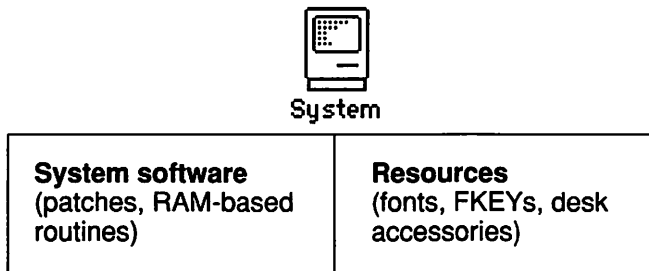 System
System software
(patches, RAM-based
routines)
Resources
(fonts, FKEYs, desk
accessories)